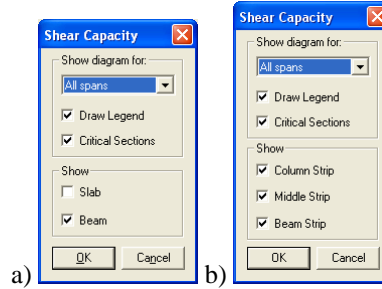 Shear Capacity
Show diagram for:
All spans
Draw Legend
Critical Sections
Show
Slab
Beam
OK
Cancel
a)
Shear Capacity
Show diagram for:
All spans
Draw Legend
Critical Sections
Show
Column Strip
Middle Strip
Beam Strip
OK
Cancel
b)